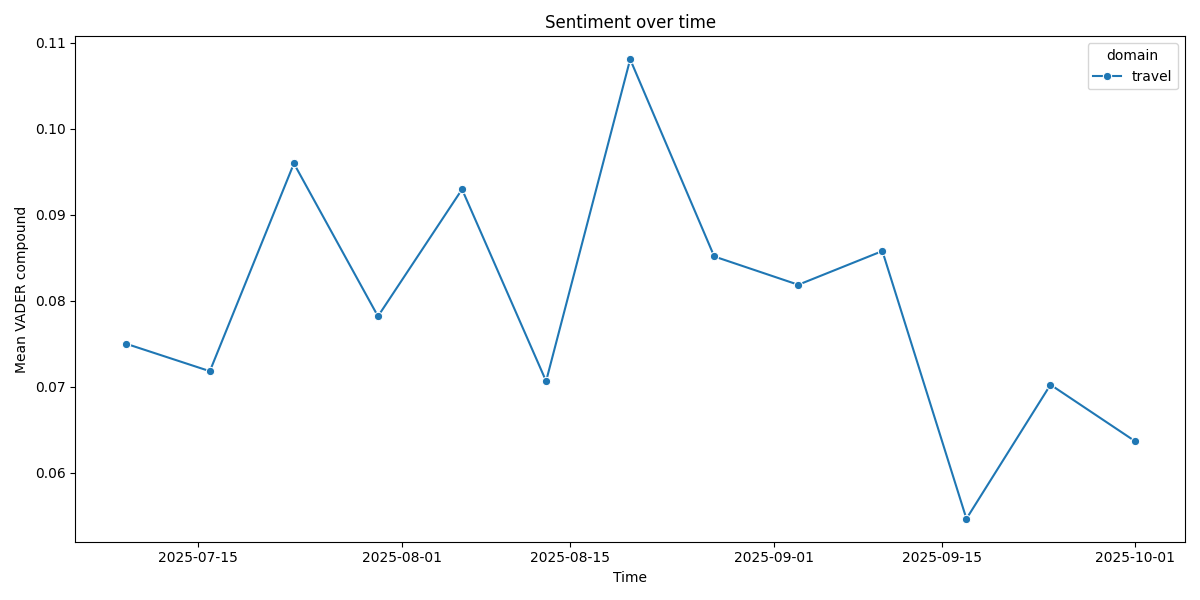 Sentiment over time
domain
travel
0.11
0.10
0.09
0.08
0.07
0.06
Mean VADER compound
2025-07-15
2025-08-01
2025-08-15
2025-09-01
2025-09-15
2025-10-01
Time